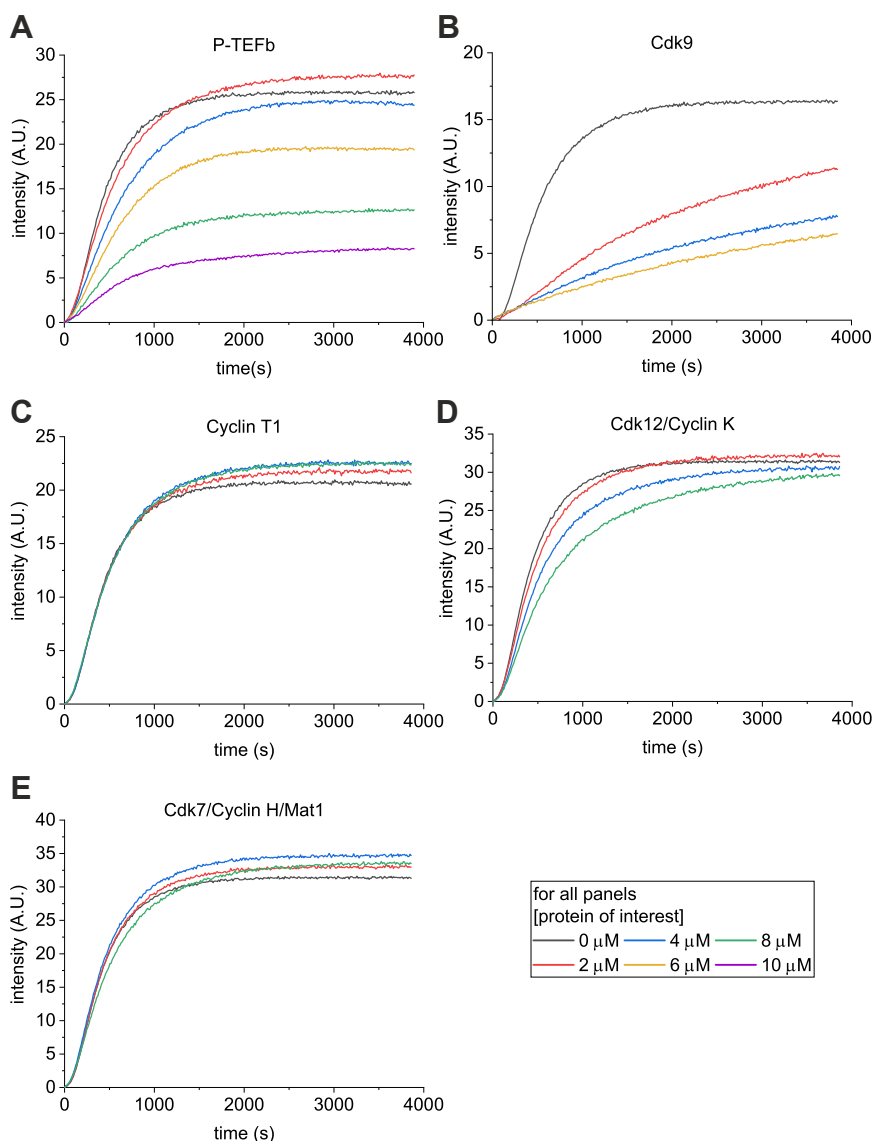 A
P-TEFb
30
25
20
15
10
5
0
intensity (A.U.)
0 1000 2000 3000 4000
time(s)
B
Cdk9
20
15
10
5
0
intensity (A.U.)
0 1000 2000 3000 4000
time (s)
C
Cyclin T1
25
20
15
10
5
0
intensity (A.U.)
0 1000 2000 3000 4000
time (s)
D
Cdk12/Cyclin K
35
30
25
20
15
10
5
0
intensity (A.U.)
0 1000 2000 3000 4000
time (s)
E
Cdk7/Cyclin H/Mat1
40
35
30
25
20
15
10
5
0
intensity (A.U.)
0 1000 2000 3000 4000
time (s)
for all panels
[protein of interest]
0 μM 4 μM 8 μM
2 μM 6 μM 10 μM